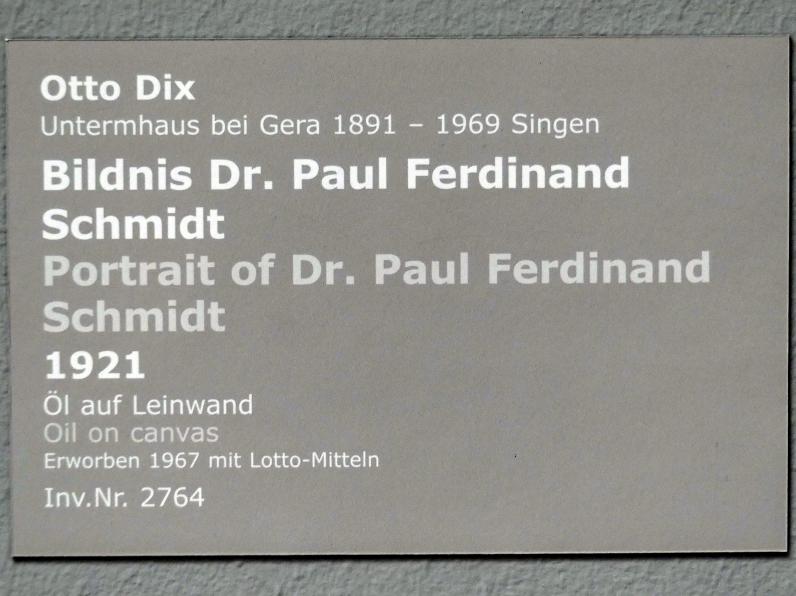 Otto Dix
Untermhaus bei Gera 1891 – 1969 Singen
Bildnis Dr. Paul Ferdinand
Schmidt
Portrait of Dr. Paul Ferdinand
Schmidt
1921
Öl auf Leinwand
Oil on canvas
Erworben 1967 mit Lotto-Mitteln
Inv.Nr. 2764